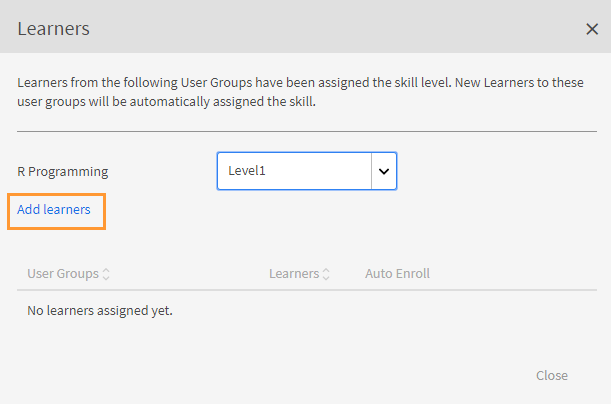 Learners
Learners from the following User Groups have been assigned the skill level. New Learners to these
user groups will be automatically assigned the skill.
R Programming Level1
Add learners
User Groups Learners Auto Enroll
No learners assigned yet.
Close